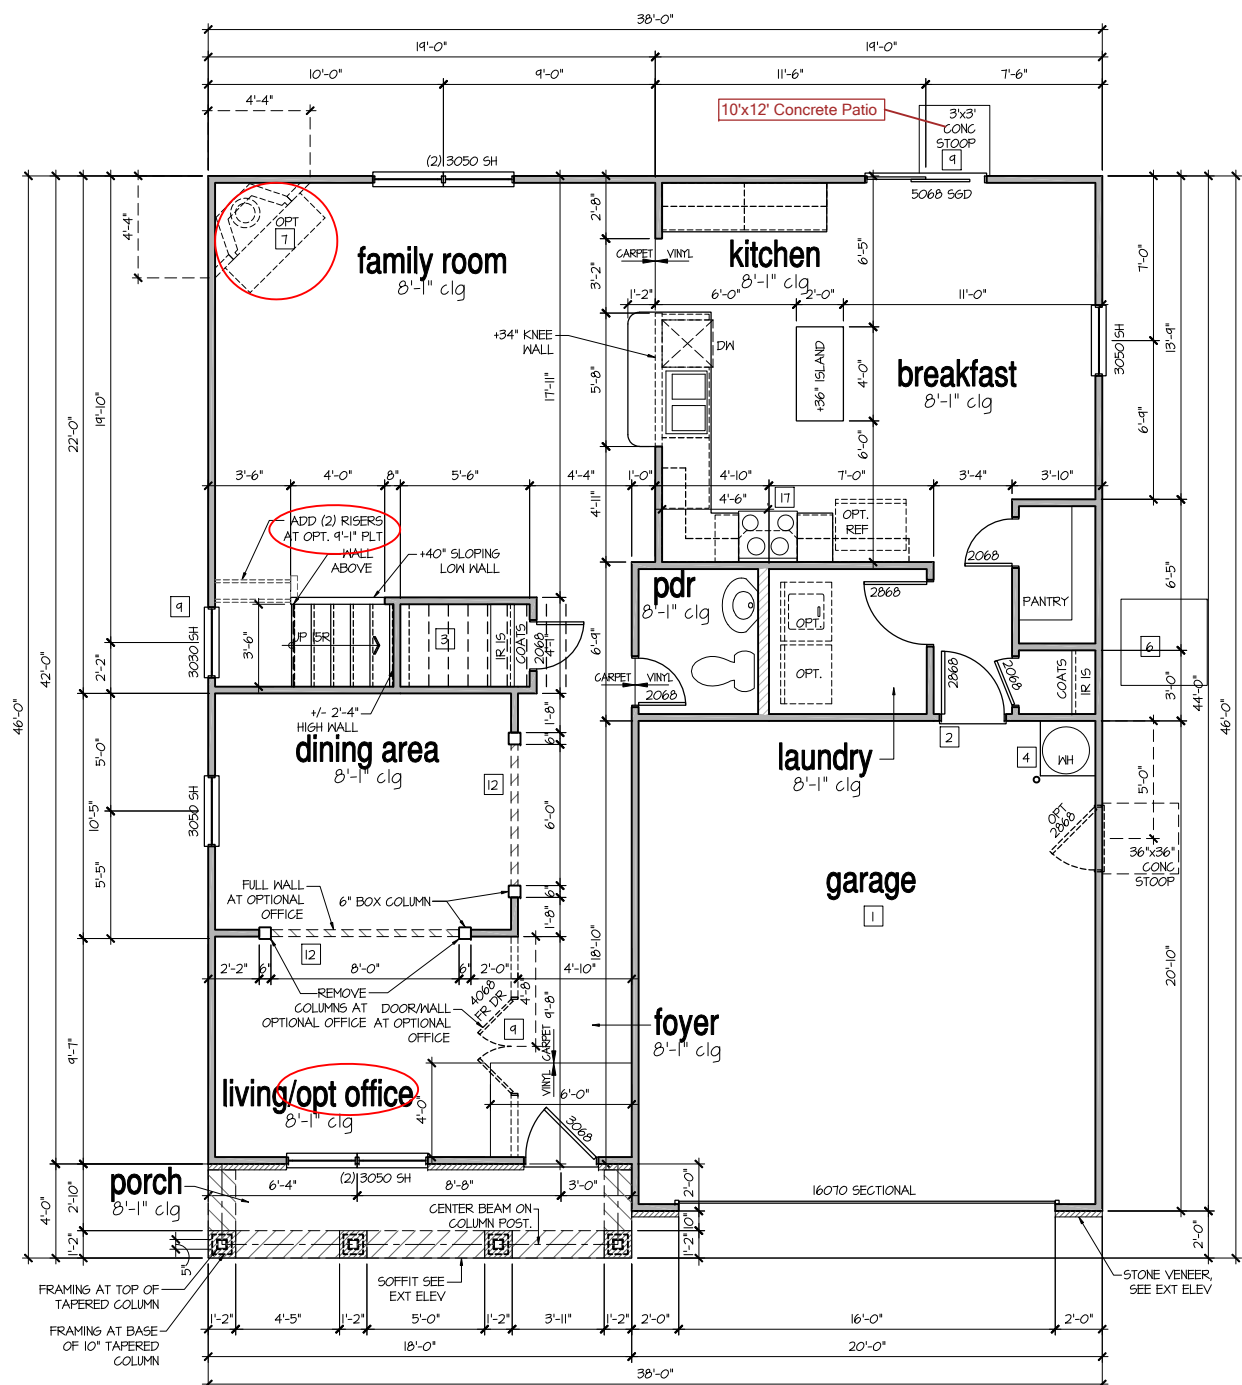 38'-0"
19'-0"
19'-0"
10'-0"
9'-0"
11'-6"
7'-6"
4'-4"
10'x12' Concrete Patio
3'x3'
CONC
STOOP
9
(2) 3050 SH
5068 SGD
4'-4"
OPT
7
family room
8'-1" clg
2'-8"
CARPET
VINYL
kitchen
8'-1" clg
6'-5"
7'-0"
3'-2"
1'-2"
6'-0"
2'-0"
11'-0"
+34" KNEE
WALL
DW
+36" ISLAND
4'-0"
breakfast
8'-1" clg
3050 SH
13'-9"
5'-8"
17'-11"
19'-10"
22'-0"
6'-9"
6'-0"
3'-6"
4'-0"
8"
5'-6"
4'-4"
1'-0"
4'-10"
7'-0"
3'-4"
3'-10"
4'-6"
17
4'-11"
OPT.
REF
ADD (2) RISERS
AT OPT. 9'-1" PLT
WALL
ABOVE
+40" SLOPING
LOW WALL
2068
6'-5"
pdr
8'-1" clg
2868
PANTRY
9
3030 SH
3'-6"
UP 15R
3
1R 1S
COATS
2068
4'-1"
6'-9"
OPT.
OPT.
6
42'-0"
46'-0"
2'-2"
CARPET
VINYL
2068
2868
2068
COATS
1R 1S
3'-0"
44'-0"
46'-0"
+/- 2'-4"
HIGH WALL
1'-8"
6"
dining area
8'-1" clg
12
laundry
8'-1" clg
2
4
WH
5'-0"
5'-0"
10'-5"
3050 SH
6'-0"
OPT
2868
36"x36"
CONC
STOOP
5'-5"
FULL WALL
AT OPTIONAL
OFFICE
6" BOX COLUMN
6"
1'-8"
garage
1
12
18'-10"
20'-10"
2'-2"
6"
8'-0"
6"
2'-0"
4'-10"
REMOVE
COLUMNS AT
OPTIONAL OFFICE
DOOR/WALL
AT OPTIONAL
OFFICE
4068
FR DR
4'-8"
9'-8"
9
CARPET
VINYL
foyer
8'-1" clg
9'-7"
living/opt office
8'-1" clg
4'-0"
6'-0"
3068
(2) 3050 SH
porch
8'-1" clg
6'-4"
8'-8"
3'-0"
16070 SECTIONAL
2'-0"
10"
1'-2"
4'-0"
2'-10"
1'-2"
CENTER BEAM ON
COLUMN POST.
2'-0"
5"
FRAMING AT TOP OF
TAPERED COLUMN
SOFFIT SEE
EXT ELEV
STONE VENEER,
SEE EXT ELEV
FRAMING AT BASE
OF 10" TAPERED
COLUMN
1'-2"
4'-5"
1'-2"
5'-0"
1'-2"
3'-11"
1'-2"
2'-0"
16'-0"
2'-0"
18'-0"
20'-0"
38'-0"